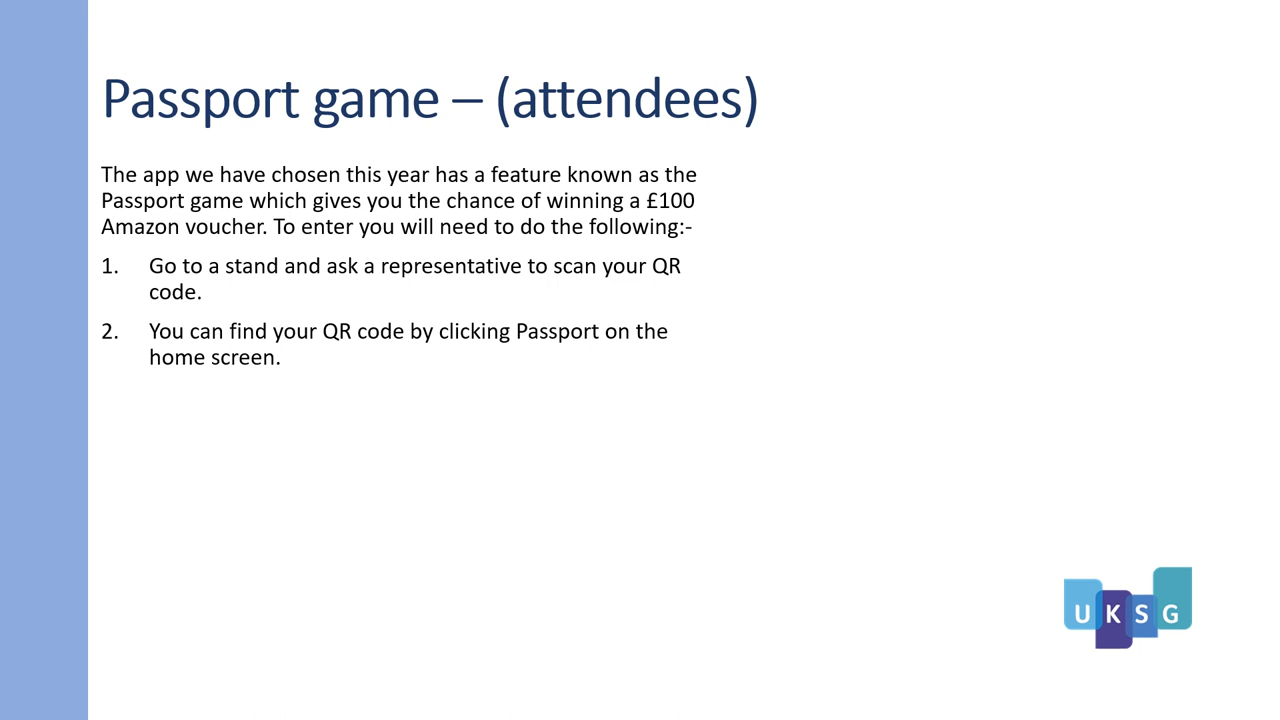 Passport game – (attendees)
The app we have chosen this year has a feature known as the
Passport game which gives you the chance of winning a £100
Amazon voucher. To enter you will need to do the following:-
1. Go to a stand and ask a representative to scan your QR
code.
2. You can find your QR code by clicking Passport on the
home screen.
UKSG